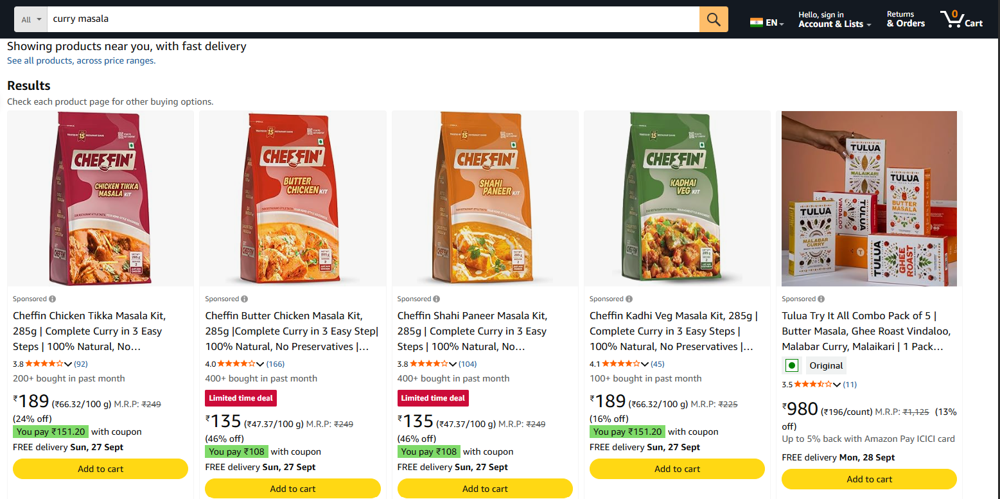 All
curry masala
EN
Hello, sign in
Account & Lists
Returns
& Orders
0
Cart
Showing products near you, with fast delivery
See all products, across price ranges.
Results
Check each product page for other buying options.
CHEFFIN'
CHICKEN TIKKA
MASALA KIT
285 g
CHEFFIN'
BUTTER
CHICKEN KIT
285 g
CHEFFIN'
SHAHI
PANEER KIT
285 g
CHEFFIN'
KADHAI
VEG KIT
285 g
TULUA
MALAIKARI
TULUA
BUTTER
MASALA
TULUA
VINDALOO
TULUA
MALABAR
CURRY
TULUA
GHEE
ROAST
Sponsored
Cheffin Chicken Tikka Masala Kit,
285g | Complete Curry in 3 Easy
Steps | 100% Natural, No…
3.8 (92)
200+ bought in past month
₹189 (₹66.32/100 g) M.R.P: ₹249
(24% off)
You pay ₹151.20 with coupon
FREE delivery Sun, 27 Sept
Add to cart
Sponsored
Cheffin Butter Chicken Masala Kit,
285g |Complete Curry in 3 Easy Step|
100% Natural, No Preservatives |…
4.0 (166)
400+ bought in past month
Limited time deal
₹135 (₹47.37/100 g) M.R.P: ₹249
(46% off)
You pay ₹108 with coupon
FREE delivery Sun, 27 Sept
Add to cart
Sponsored
Cheffin Shahi Paneer Masala Kit,
285g | Complete Curry in 3 Easy
Steps | 100% Natural, No…
3.8 (104)
400+ bought in past month
Limited time deal
₹135 (₹47.37/100 g) M.R.P: ₹249
(46% off)
You pay ₹108 with coupon
FREE delivery Sun, 27 Sept
Add to cart
Sponsored
Cheffin Kadhi Veg Masala Kit, 285g |
Complete Curry in 3 Easy Steps |
100% Natural, No Preservatives |…
4.1 (45)
100+ bought in past month
₹189 (₹66.32/100 g) M.R.P: ₹225
(16% off)
You pay ₹151.20 with coupon
FREE delivery Sun, 27 Sept
Add to cart
Sponsored
Tulua Try It All Combo Pack of 5 |
Butter Masala, Ghee Roast Vindaloo,
Malabar Curry, Malaikari | 1 Pack…
Original
3.5 (11)
₹980 (₹196/count) M.R.P: ₹1,125 (13%
off)
Up to 5% back with Amazon Pay ICICI card
FREE delivery Mon, 28 Sept
Add to cart